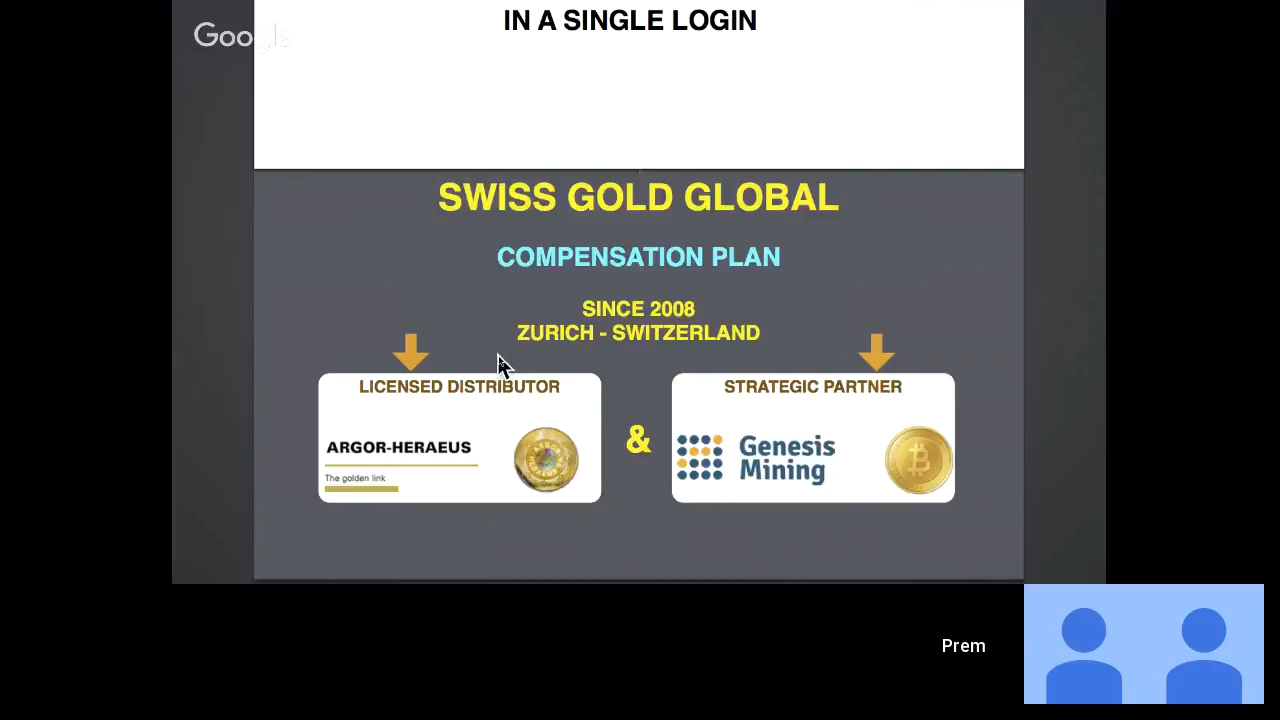 IN A SINGLE LOGIN
Google
SWISS GOLD GLOBAL
COMPENSATION PLAN
SINCE 2008
ZURICH - SWITZERLAND
LICENSED DISTRIBUTOR
ARGOR-HERAEUS
The golden link
&
STRATEGIC PARTNER
Genesis
Mining
Prem